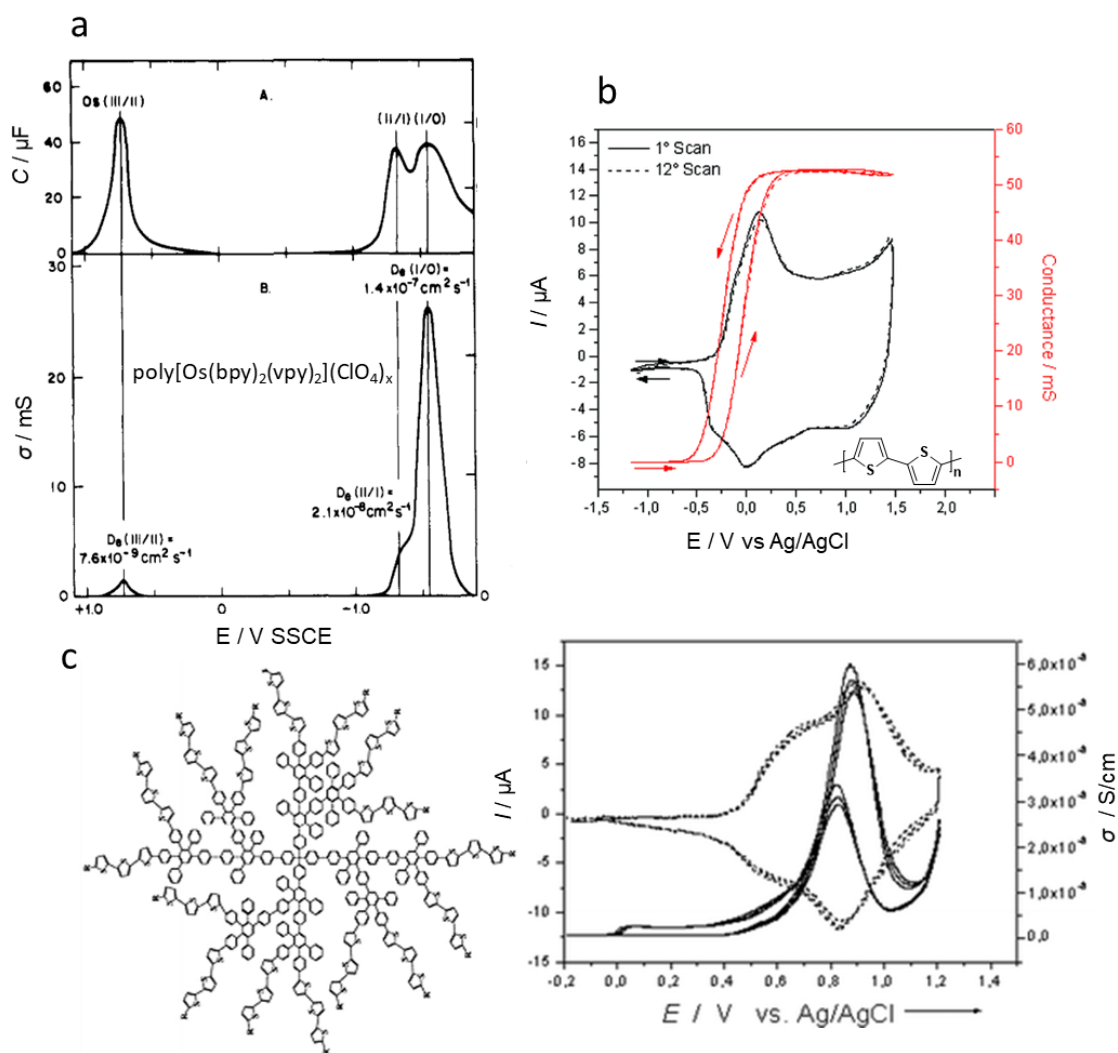 a
60
40
20
0
C / µF
Os (III/II)
A.
(II/I) (I/0)
30
20
10
0
σ / mS
B.
De (I/0) =
1.4x10⁻⁷ cm² s⁻¹
poly[Os(bpy)₂(vpy)₂](ClO₄)ₓ
De (II/I) =
2.1x10⁻⁸ cm² s⁻¹
De (III/II) =
7.6x10⁻⁹ cm² s⁻¹
+1.0
0
-1.0
0
E / V SSCE
b
16
14
12
10
8
6
4
2
0
-2
-4
-6
-8
I / µA
1° Scan
12° Scan
60
50
40
30
20
10
0
Conductance / mS
S
S
n
-1,5 -1,0 -0,5 0,0 0,5 1,0 1,5 2,0
E / V vs Ag/AgCl
c
15
10
5
0
-5
-10
-15
I / µA
6,0x10⁻³
5,0x10⁻³
4,0x10⁻³
3,0x10⁻³
2,0x10⁻³
1,0x10⁻³
0,0
σ / S/cm
-0,2 0,0 0,2 0,4 0,6 0,8 1,0 1,2 1,4
E / V vs. Ag/AgCl